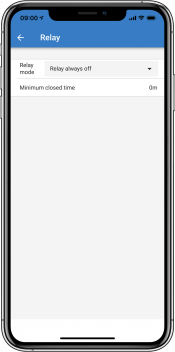 09:00
Relay
Relay mode
Relay always off
Minimum closed time 0m